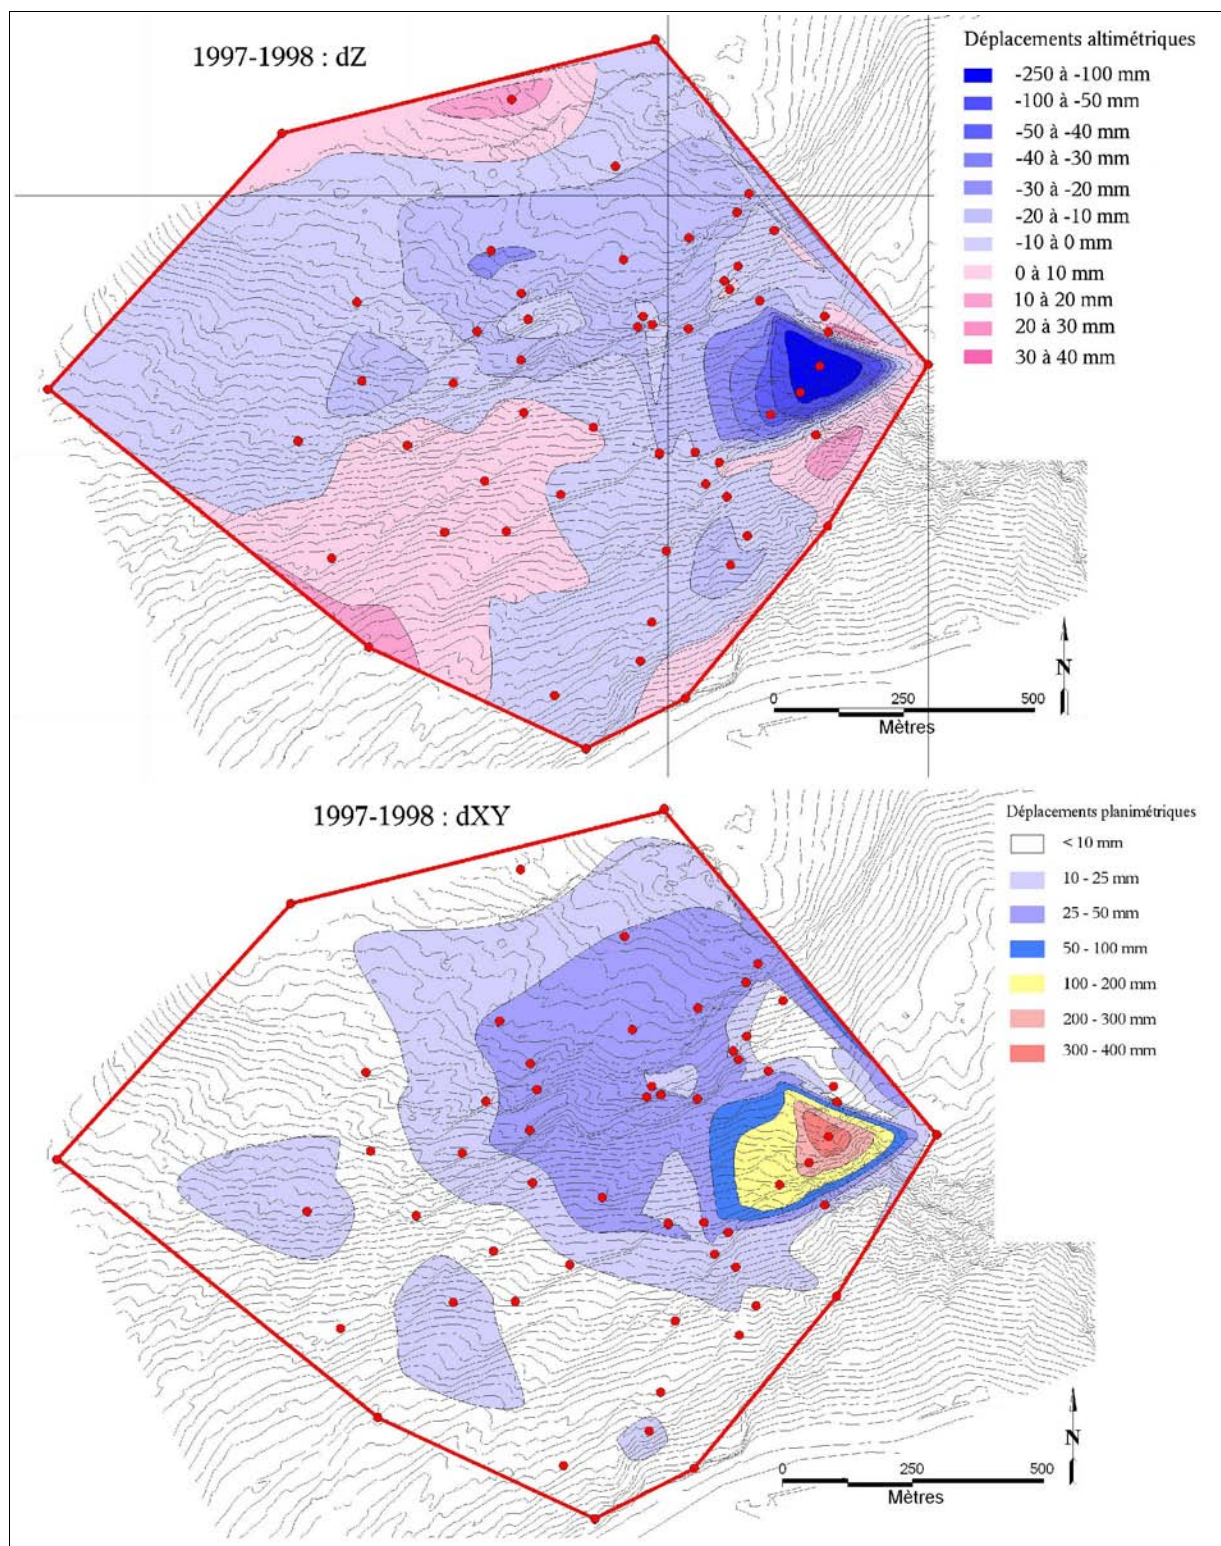 1997-1998 : dZ
Déplacements altimétriques
-250 à -100 mm
-100 à -50 mm
-50 à -40 mm
-40 à -30 mm
-30 à -20 mm
-20 à -10 mm
-10 à 0 mm
0 à 10 mm
10 à 20 mm
20 à 30 mm
30 à 40 mm
N
0 250 500
Mètres
1997-1998 : dXY
Déplacements planimétriques
< 10 mm
10 - 25 mm
25 - 50 mm
50 - 100 mm
100 - 200 mm
200 - 300 mm
300 - 400 mm
N
0 250 500
Mètres